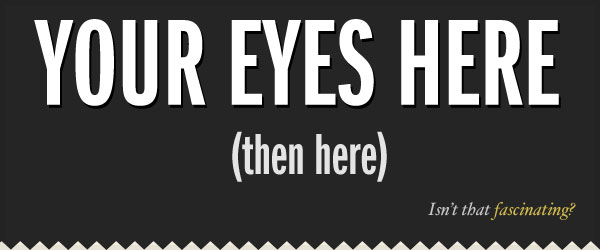 YOUR EYES HERE
(then here)
Isn't that fascinating?